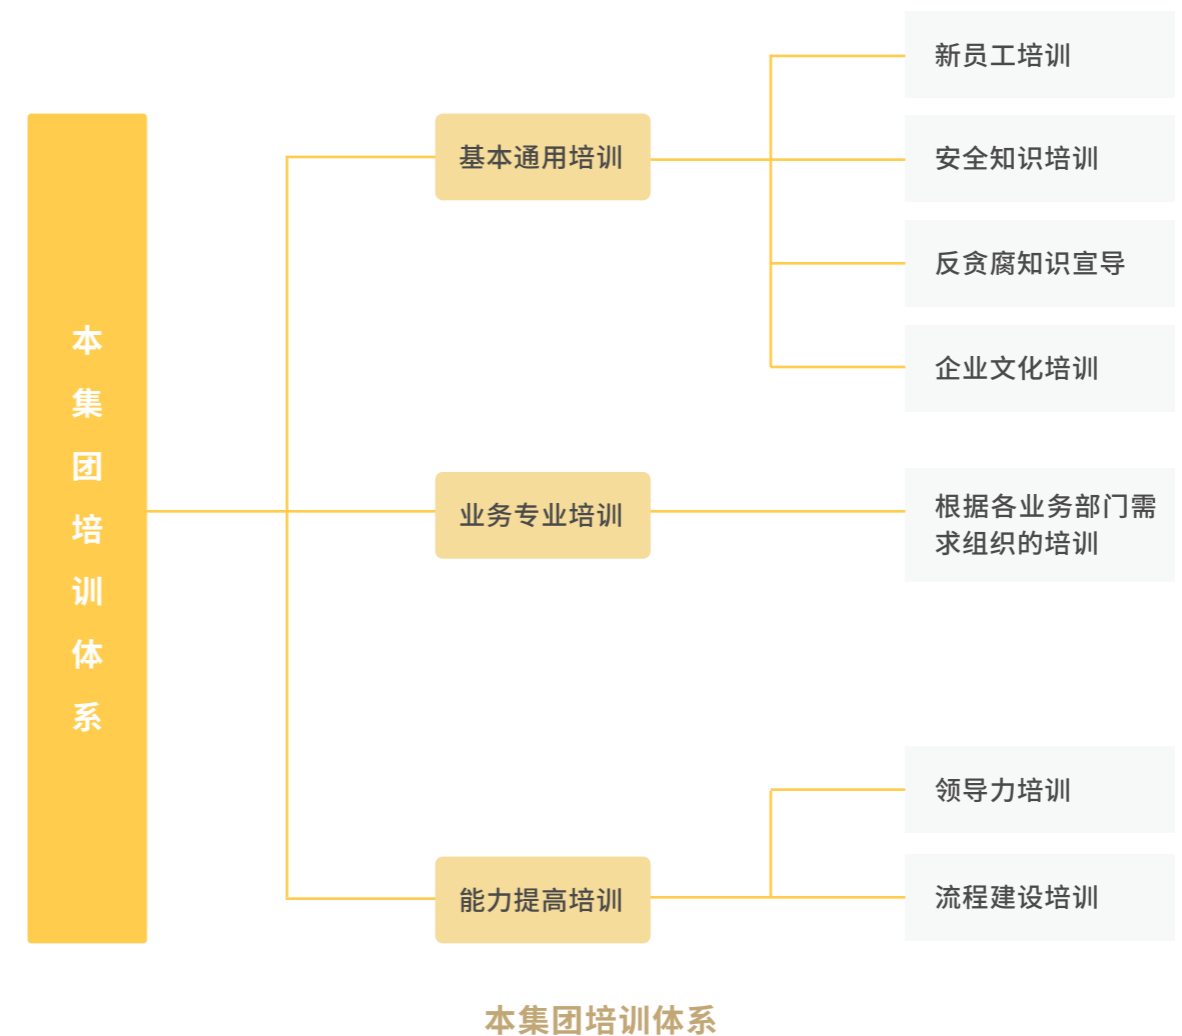 本集团培训体系
基本通用培训
新员工培训
安全知识培训
反贪腐知识宣导
企业文化培训
业务专业培训
根据各业务部门需
求组织的培训
能力提高培训
领导力培训
流程建设培训
本集团培训体系